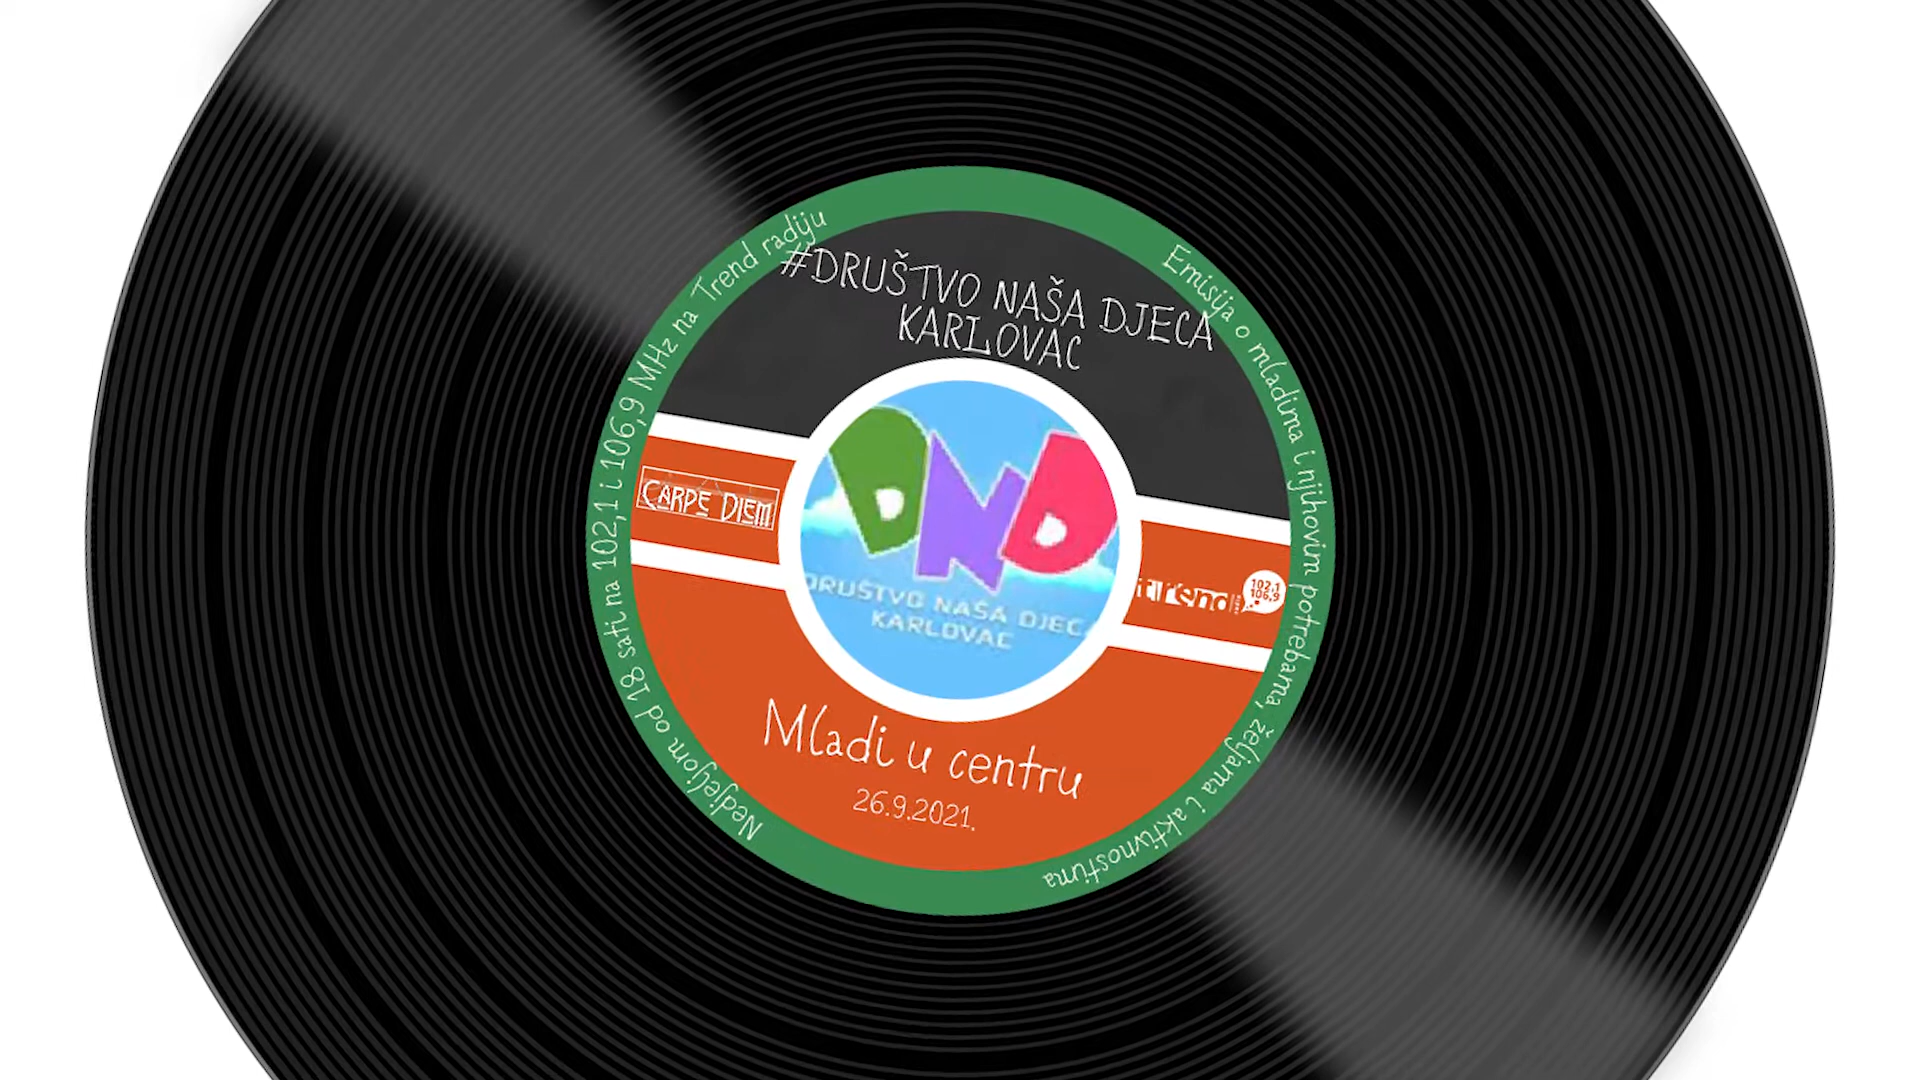 #DRUŠTVO NAŠA DJECA
KARLOVAC
Emisija o mladima i njihovim potrebama, željama i aktivnostima
Nedjeljom od 18 sati na 102,1 i 106,9 MHz na Trend radiju
CARPE DIEM
DND
DRUŠTVO NAŠA DJECA
KARLOVAC
trend
102,1
106,9
Mladi u centru
26.9.2021.